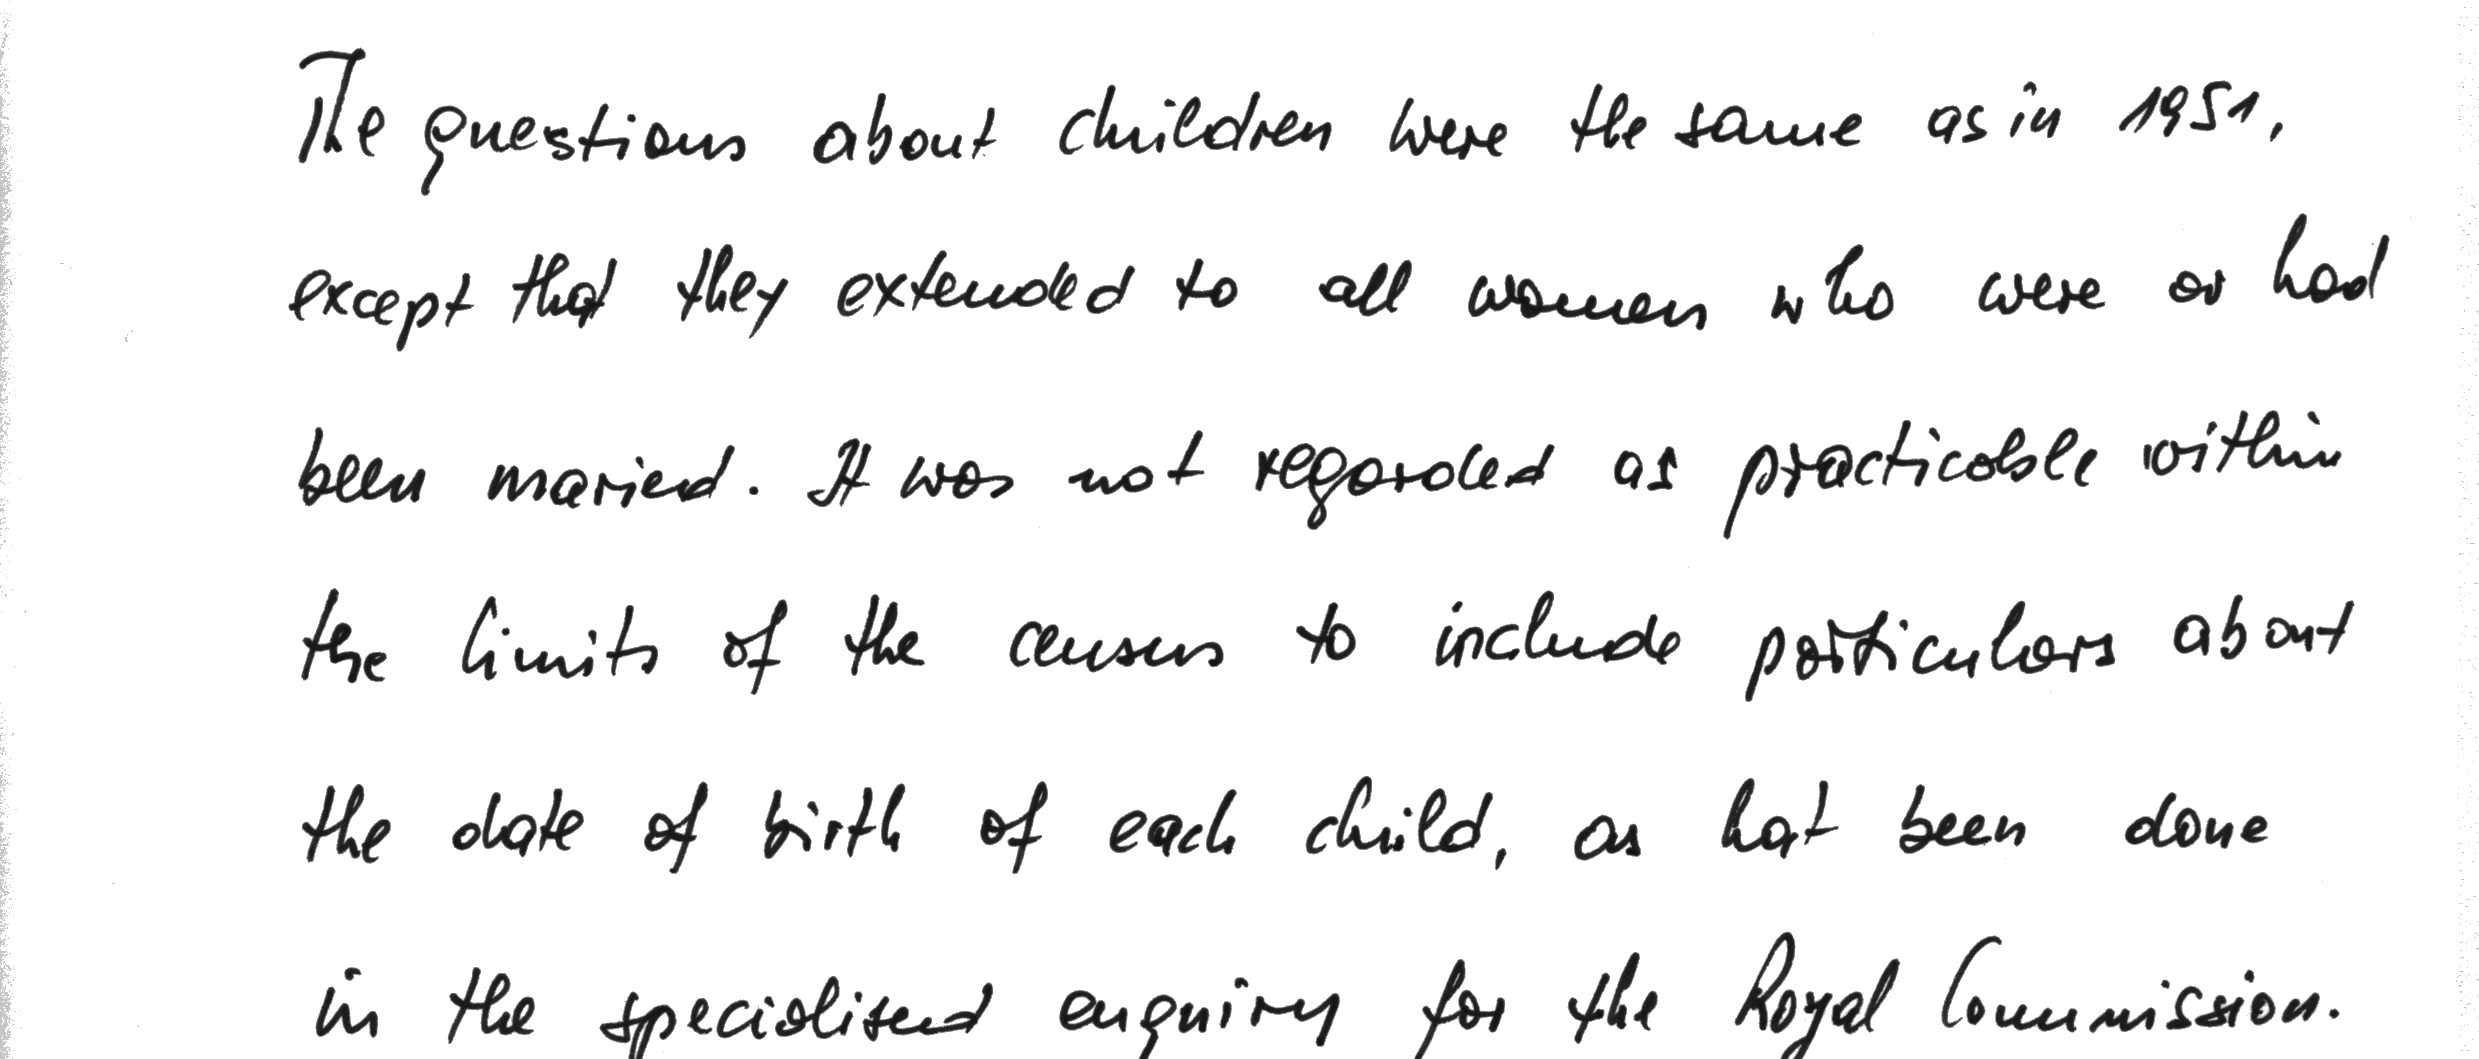 The questions about children were the same as in 1951,
except that they extended to all women who were or had
been maried. It was not regarded as practicable within
the limits of the census to include particulars about
the date of birth of each child, as hat been done
in the specialised enquiry for the Royal Commission.